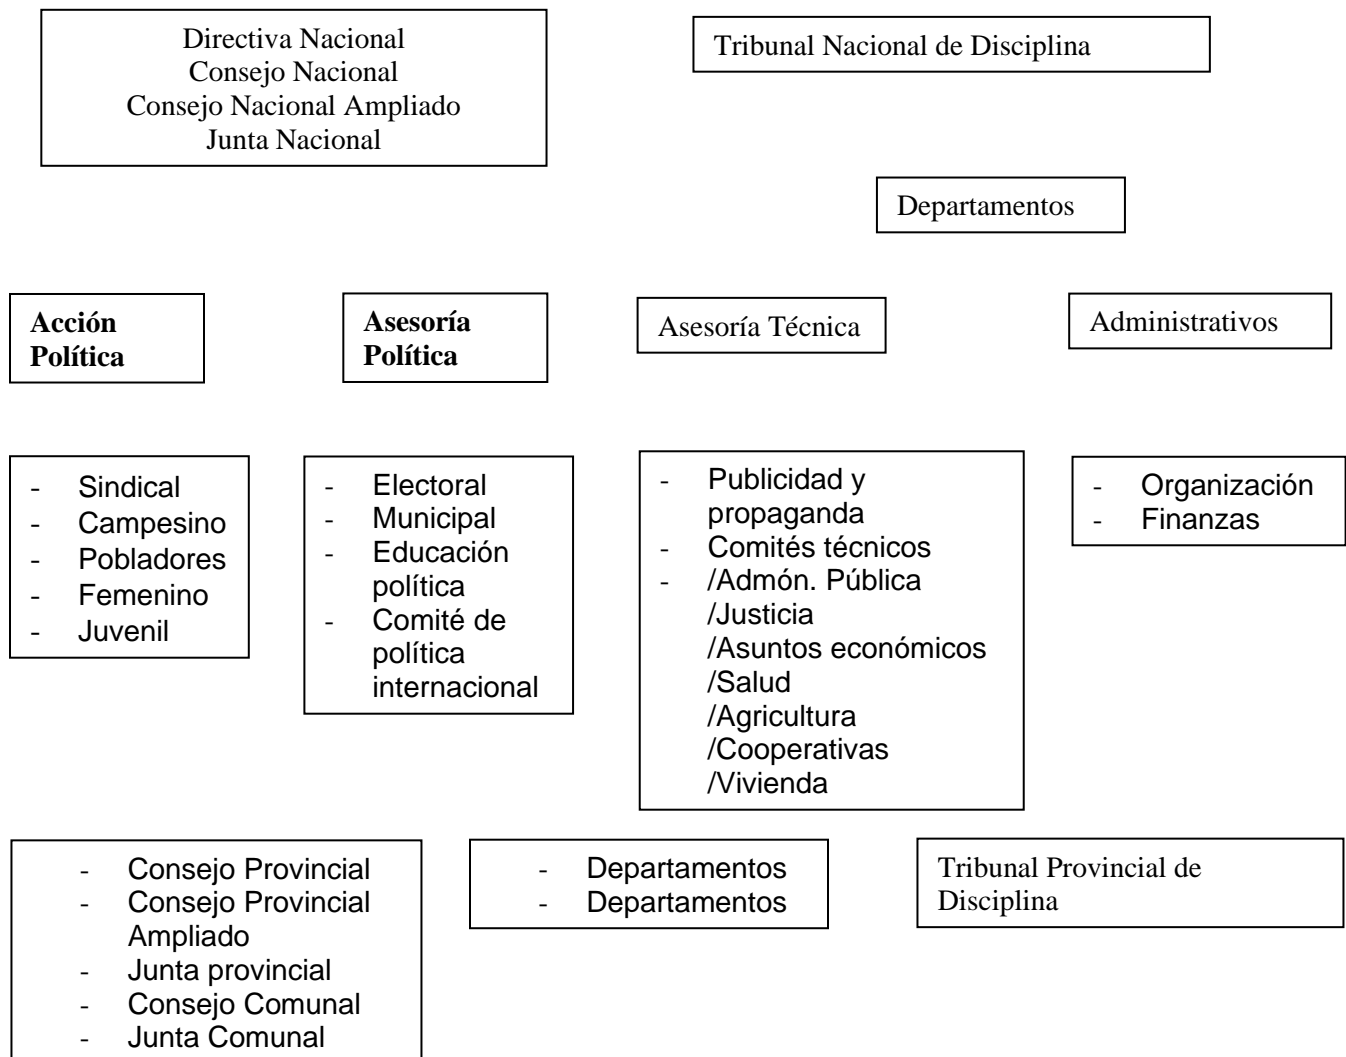 Directiva Nacional
Consejo Nacional
Consejo Nacional Ampliado
Junta Nacional
Tribunal Nacional de Disciplina
Departamentos
Acción
Política
Asesoría
Política
Asesoría Técnica
Administrativos
- Sindical
- Campesino
- Pobladores
- Femenino
- Juvenil
- Electoral
- Municipal
- Educación
política
- Comité de
política
internacional
- Publicidad y
propaganda
- Comités técnicos
- /Admón. Pública
/Justicia
/Asuntos económicos
/Salud
/Agricultura
/Cooperativas
/Vivienda
- Organización
- Finanzas
- Consejo Provincial
- Consejo Provincial
Ampliado
- Junta provincial
- Consejo Comunal
- Junta Comunal
- Departamentos
- Departamentos
Tribunal Provincial de
Disciplina